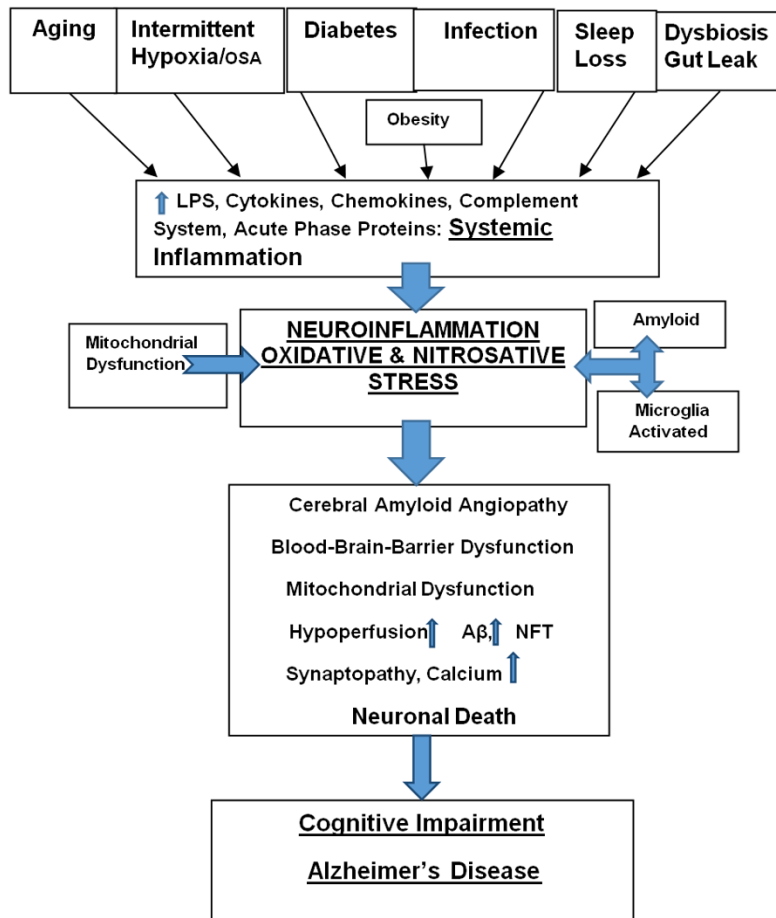 Aging
Intermittent
Hypoxia/OSA
Diabetes
Infection
Sleep
Loss
Dysbiosis
Gut Leak
Obesity
LPS, Cytokines, Chemokines, Complement
System, Acute Phase Proteins: Systemic
Inflammation
Mitochondrial
Dysfunction
NEUROINFLAMMATION
OXIDATIVE & NITROSATIVE
STRESS
Amyloid
Microglia
Activated
Cerebral Amyloid Angiopathy
Blood-Brain-Barrier Dysfunction
Mitochondrial Dysfunction
Hypoperfusion Aβ, NFT
Synaptopathy, Calcium
Neuronal Death
Cognitive Impairment
Alzheimer's Disease